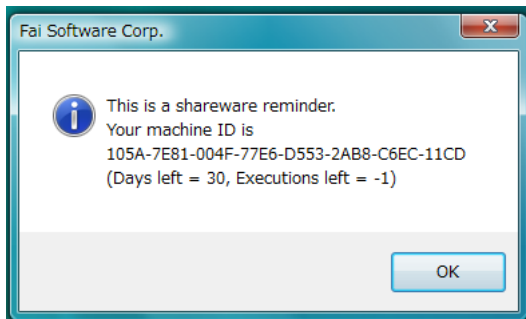 Fai Software Corp.
This is a shareware reminder.
Your machine ID is
105A-7E81-004F-77E6-D553-2AB8-C6EC-11CD
(Days left = 30, Executions left = -1)
OK